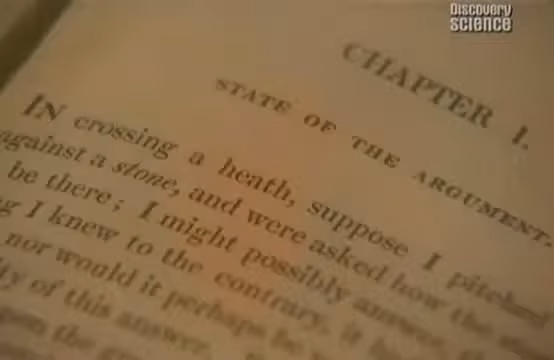 Discovery
SCIENCE
CHAPTER I.
STATE OF THE ARGUMENT.
IN crossing a heath, suppose I pitched
against a stone, and were asked how the
be there; I might possibly answer,
g I knew to the contrary, it
nor would it perhaps be
ity of this answer.